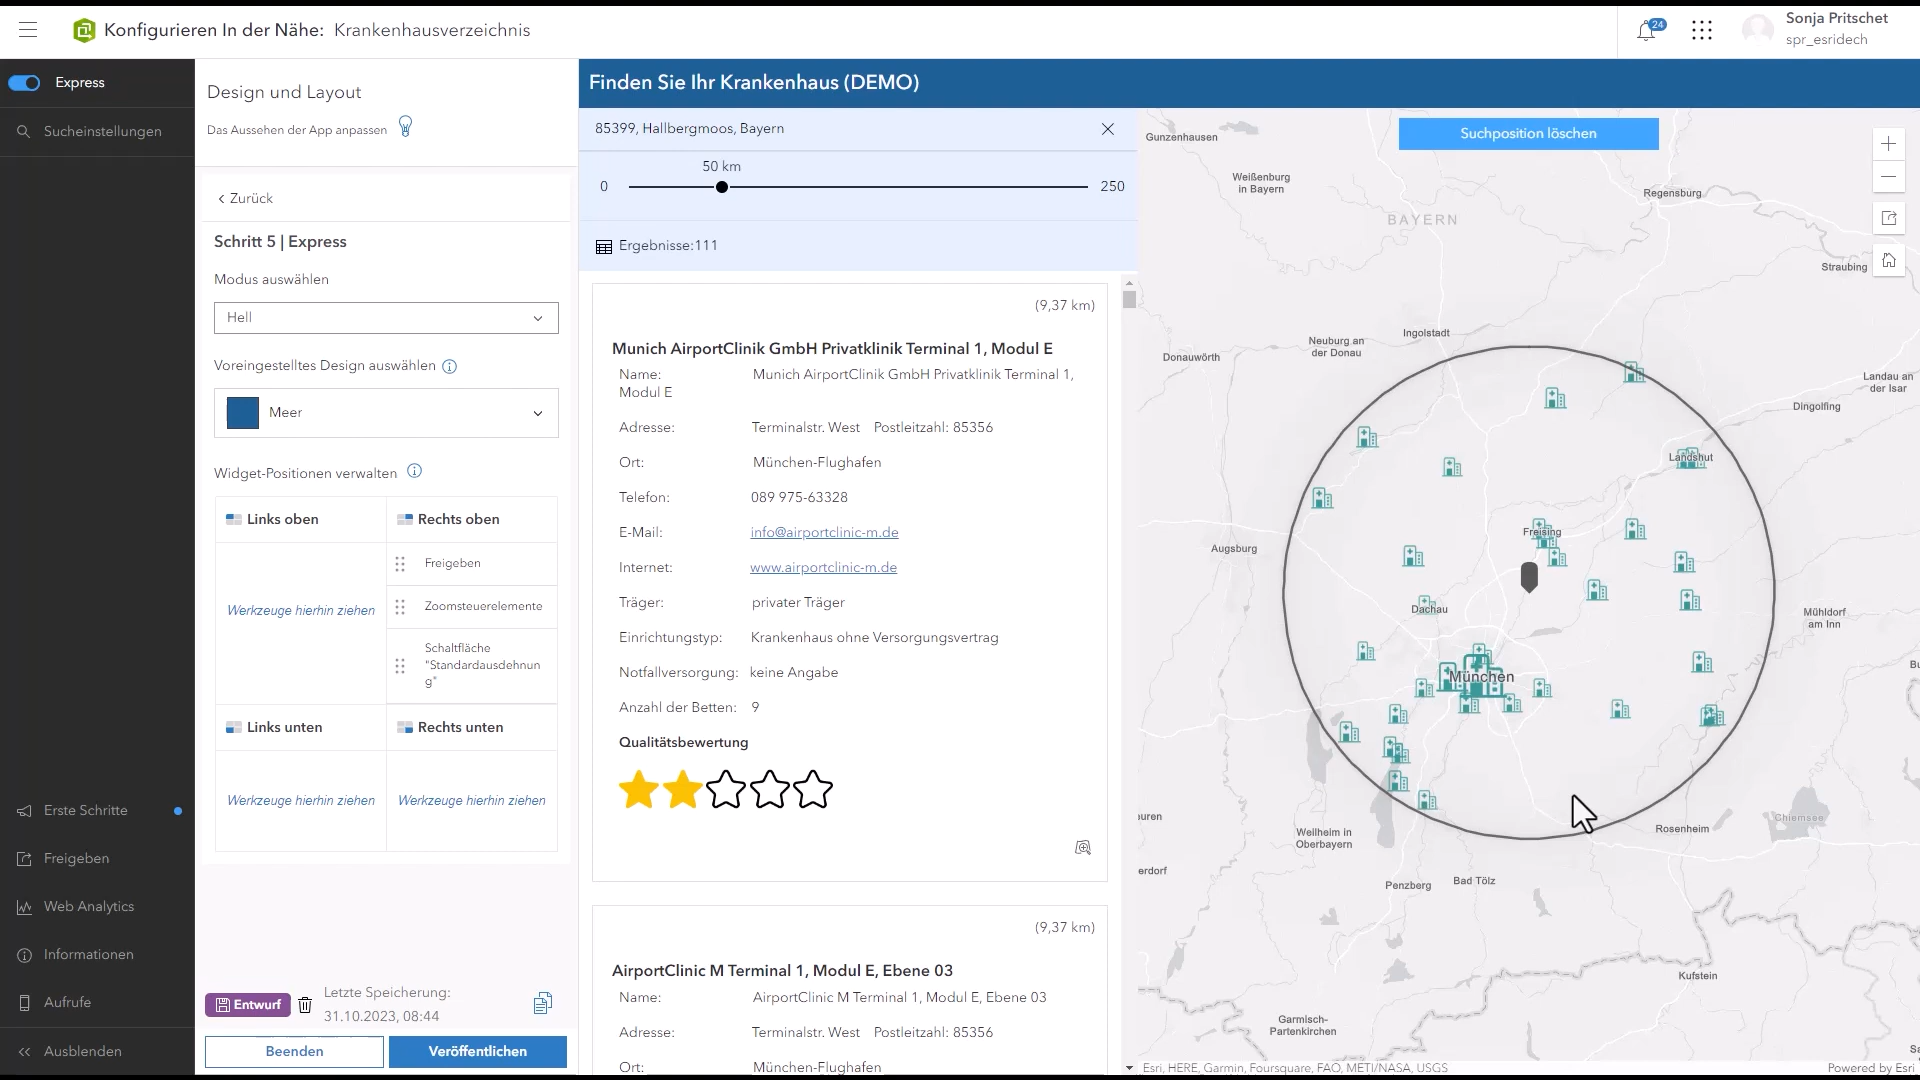 Konfigurieren In der Nähe: Krankenhausverzeichnis
24
Sonja Pritschet
spr_esridech
Express
Sucheinstellungen
Erste Schritte
Freigeben
Web Analytics
Informationen
Aufrufe
Ausblenden
Design und Layout
Das Aussehen der App anpassen
Zurück
Schritt 5 | Express
Modus auswählen
Hell
Voreingestelltes Design auswählen
Meer
Widget-Positionen verwalten
Links oben
Rechts oben
Werkzeuge hierhin ziehen
Freigeben
Zoomsteuerelemente
Schaltfläche
"Standardausdehnun
g"
Links unten
Rechts unten
Werkzeuge hierhin ziehen
Werkzeuge hierhin ziehen
Entwurf
Letzte Speicherung:
31.10.2023, 08:44
Beenden
Veröffentlichen
Finden Sie Ihr Krankenhaus (DEMO)
85399, Hallbergmoos, Bayern
50 km
0
250
Ergebnisse:111
(9,37 km)
Munich AirportClinik GmbH Privatklinik Terminal 1, Modul E
Name: Munich AirportClinik GmbH Privatklinik Terminal 1,
Modul E
Adresse: Terminalstr. West Postleitzahl: 85356
Ort: München-Flughafen
Telefon: 089 975-63328
E-Mail: info@airportclinic-m.de
Internet: www.airportclinic-m.de
Träger: privater Träger
Einrichtungstyp: Krankenhaus ohne Versorgungsvertrag
Notfallversorgung: keine Angabe
Anzahl der Betten: 9
Qualitätsbewertung
(9,37 km)
AirportClinic M Terminal 1, Modul E, Ebene 03
Name: AirportClinic M Terminal 1, Modul E, Ebene 03
Adresse: Terminalstr. West Postleitzahl: 85356
Ort: München-Flughafen
Suchposition löschen
Gunzenhausen
Weißenburg
in Bayern
Regensburg
BAYERN
Straubing
Ingolstadt
Neuburg an
der Donau
Donauwörth
Landau an
der Isar
Dingolfing
Landshut
Freising
Augsburg
Dachau
Mühldorf
am Inn
München
uren
Weilheim in
Oberbayern
Rosenheim
Chiemsee
erdorf
Penzberg
Bad Tölz
Kufstein
Garmisch-
Partenkirchen
Esri, HERE, Garmin, Foursquare, FAO, METI/NASA, USGS
Powered by Esri